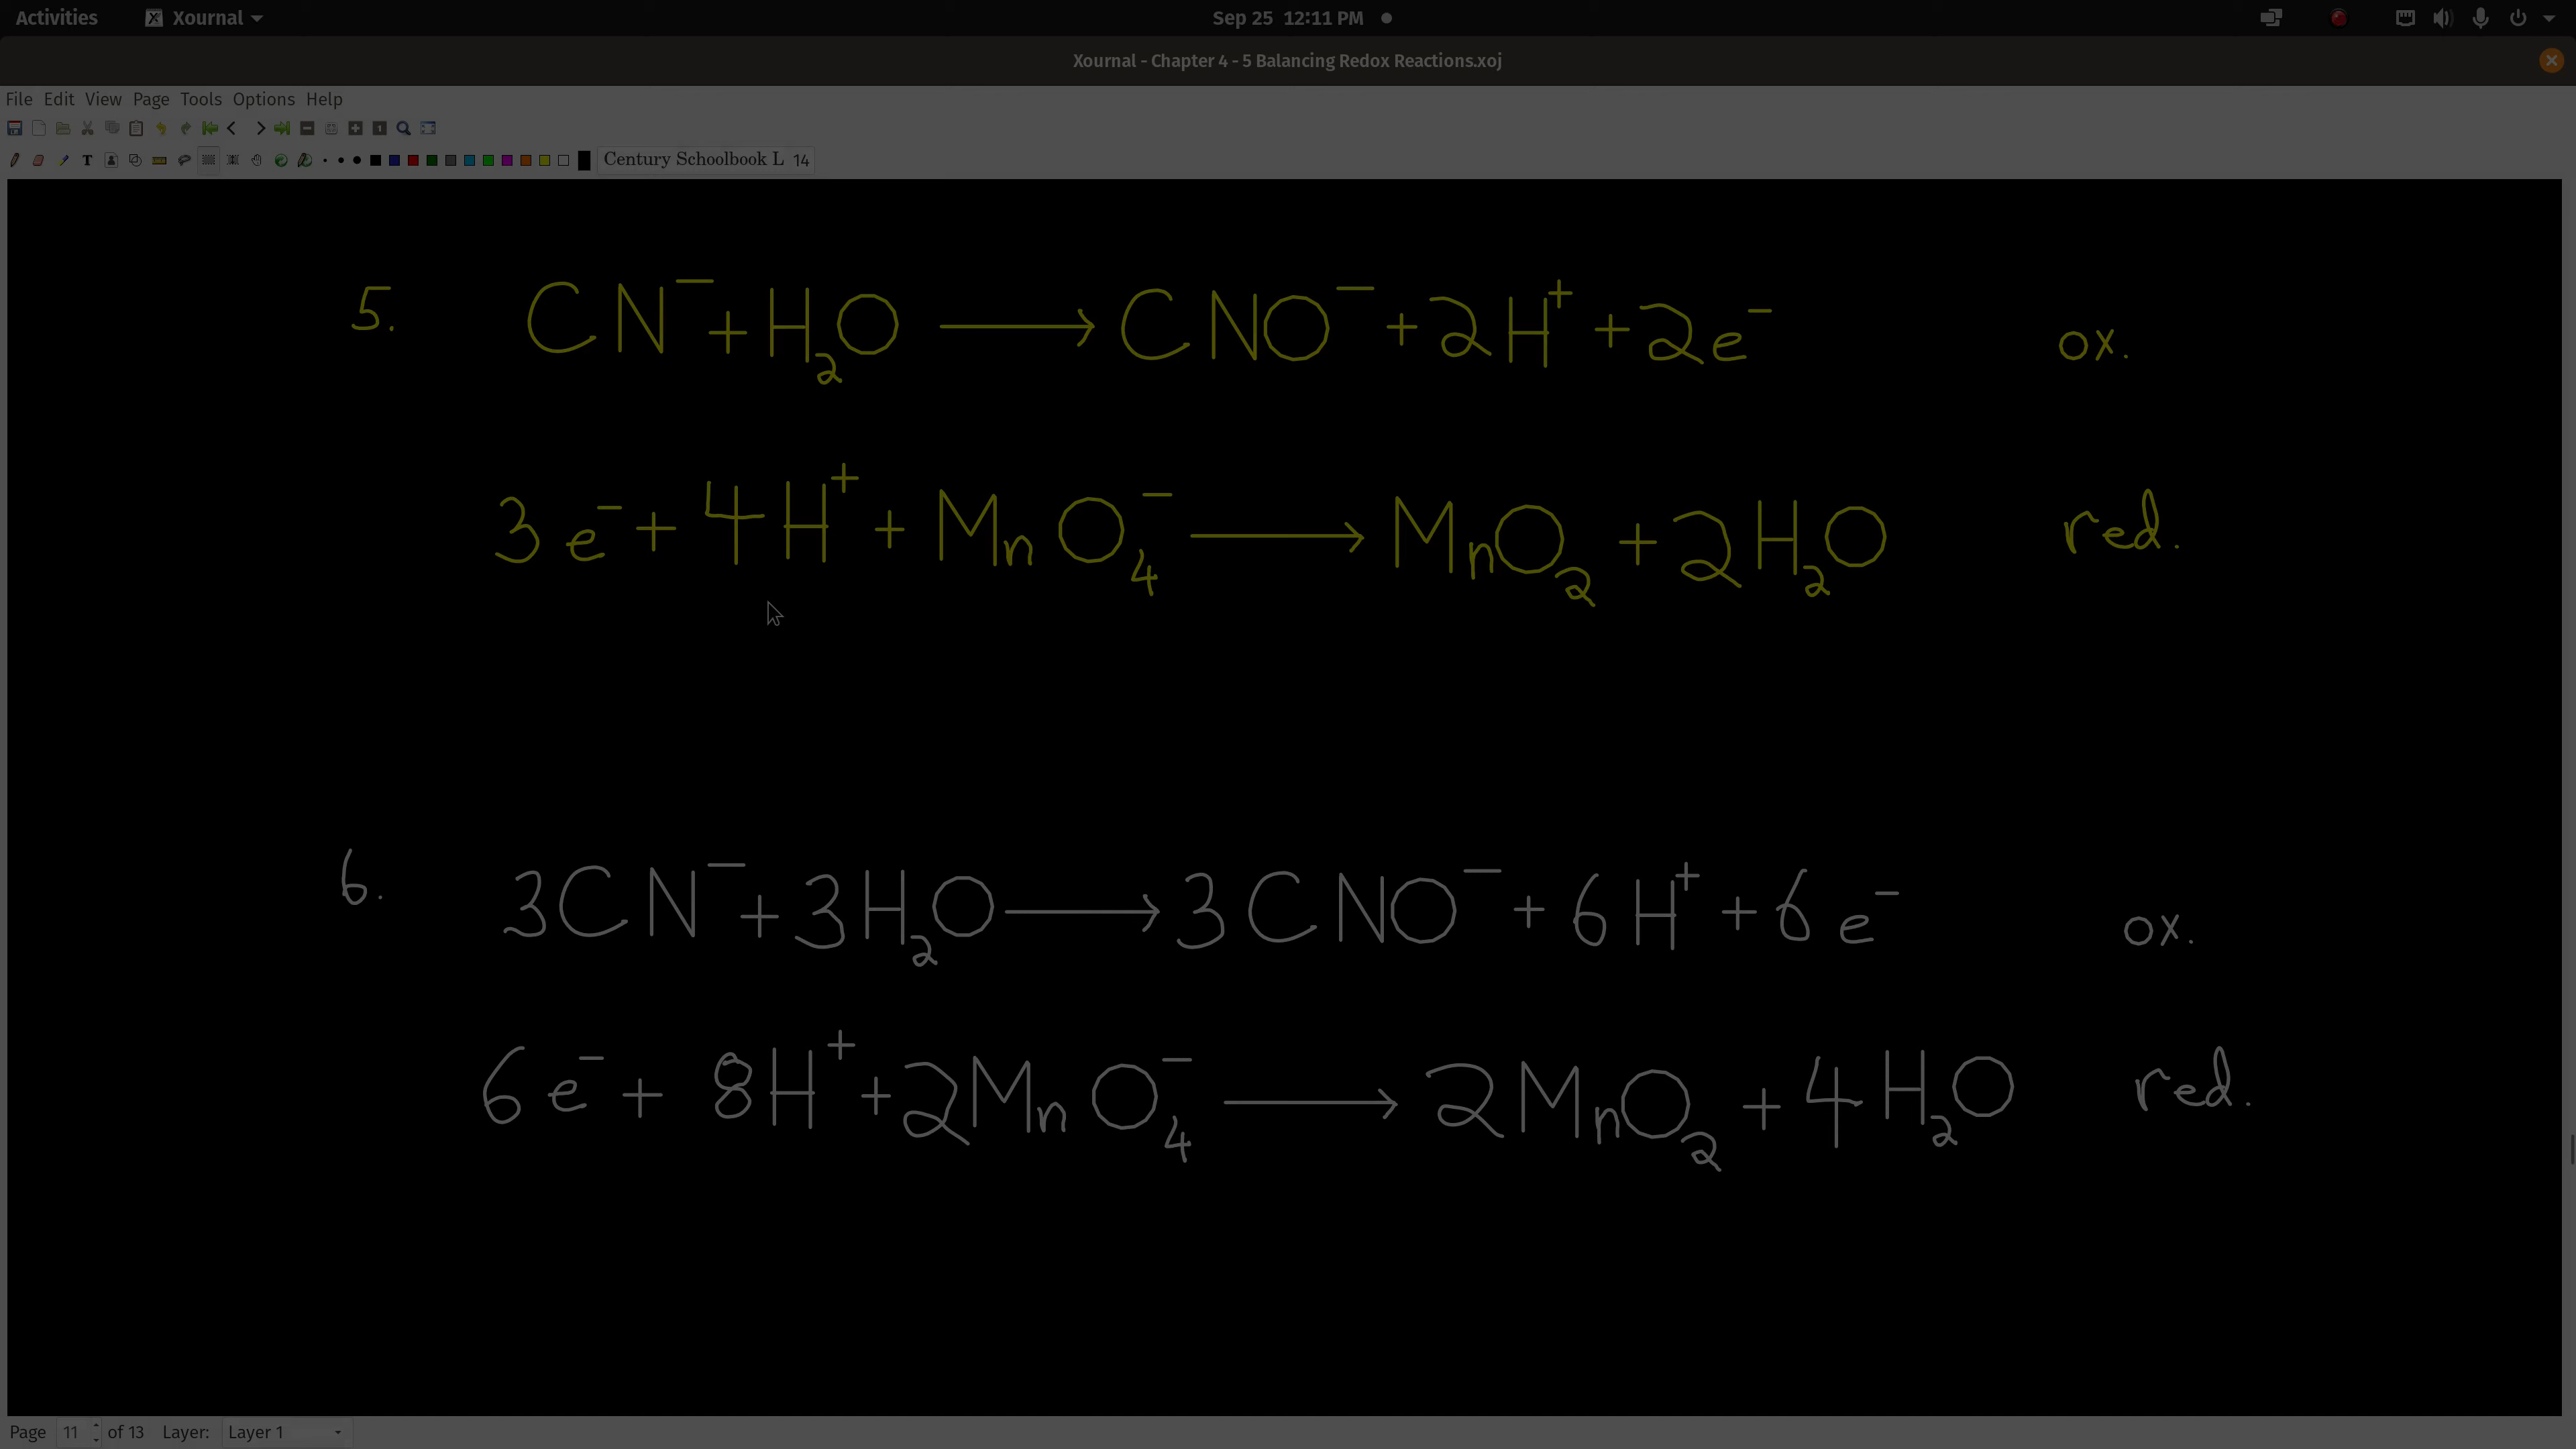 Activities Xournal Sep 25 12:11 PM
Xournal - Chapter 4 - 5 Balancing Redox Reactions.xoj
File Edit View Page Tools Options Help
Century Schoolbook L 14
5. CN⁻ + H₂O ⟶ CNO⁻ + 2H⁺ + 2e⁻ ox.
3e⁻ + 4H⁺ + MnO₄⁻ ⟶ MnO₂ + 2H₂O red.
6. 3CN⁻ + 3H₂O ⟶ 3CNO⁻ + 6H⁺ + 6e⁻ ox.
6e⁻ + 8H⁺ + 2MnO₄⁻ ⟶ 2MnO₂ + 4H₂O red.
Page 11 of 13 Layer: Layer 1